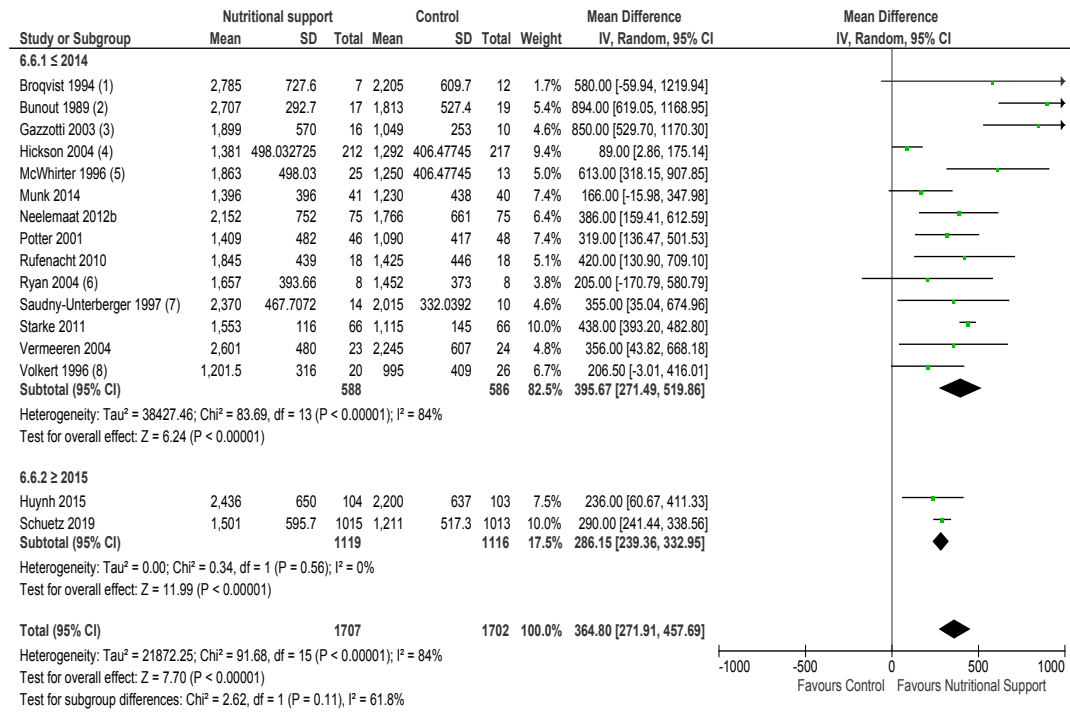 Nutritional support Control Mean Difference Mean Difference
Study or Subgroup Mean SD Total Mean SD Total Weight IV, Random, 95% CI IV, Random, 95% CI
6.6.1 ≤ 2014
Broqvist 1994 (1) 2,785 727.6 7 2,205 609.7 12 1.7% 580.00 [-59.94, 1219.94]
Bunout 1989 (2) 2,707 292.7 17 1,813 527.4 19 5.4% 894.00 [619.05, 1168.95]
Gazzotti 2003 (3) 1,899 570 16 1,049 253 10 4.6% 850.00 [529.70, 1170.30]
Hickson 2004 (4) 1,381 498.032725 212 1,292 406.47745 217 9.4% 89.00 [2.86, 175.14]
McWhirter 1996 (5) 1,863 498.03 25 1,250 406.47745 13 5.0% 613.00 [318.15, 907.85]
Munk 2014 1,396 396 41 1,230 438 40 7.4% 166.00 [-15.98, 347.98]
Neelemaat 2012b 2,152 752 75 1,766 661 75 6.4% 386.00 [159.41, 612.59]
Potter 2001 1,409 482 46 1,090 417 48 7.4% 319.00 [136.47, 501.53]
Rufenacht 2010 1,845 439 18 1,425 446 18 5.1% 420.00 [130.90, 709.10]
Ryan 2004 (6) 1,657 393.66 8 1,452 373 8 3.8% 205.00 [-170.79, 580.79]
Saudny-Unterberger 1997 (7) 2,370 467.7072 14 2,015 332.0392 10 4.6% 355.00 [35.04, 674.96]
Starke 2011 1,553 116 66 1,115 145 66 10.0% 438.00 [393.20, 482.80]
Vermeeren 2004 2,601 480 23 2,245 607 24 4.8% 356.00 [43.82, 668.18]
Volkert 1996 (8) 1,201.5 316 20 995 409 26 6.7% 206.50 [-3.01, 416.01]
Subtotal (95% CI) 588 586 82.5% 395.67 [271.49, 519.86]
Heterogeneity: Tau² = 38427.46; Chi² = 83.69, df = 13 (P < 0.00001); I² = 84%
Test for overall effect: Z = 6.24 (P < 0.00001)
6.6.2 ≥ 2015
Huynh 2015 2,436 650 104 2,200 637 103 7.5% 236.00 [60.67, 411.33]
Schuetz 2019 1,501 595.7 1015 1,211 517.3 1013 10.0% 290.00 [241.44, 338.56]
Subtotal (95% CI) 1119 1116 17.5% 286.15 [239.36, 332.95]
Heterogeneity: Tau² = 0.00; Chi² = 0.34, df = 1 (P = 0.56); I² = 0%
Test for overall effect: Z = 11.99 (P < 0.00001)
Total (95% CI) 1707 1702 100.0% 364.80 [271.91, 457.69]
Heterogeneity: Tau² = 21872.25; Chi² = 91.68, df = 15 (P < 0.00001); I² = 84%
Test for overall effect: Z = 7.70 (P < 0.00001)
Test for subgroup differences: Chi² = 2.62, df = 1 (P = 0.11), I² = 61.8%
-1000 -500 0 500 1000
Favours Control Favours Nutritional Support